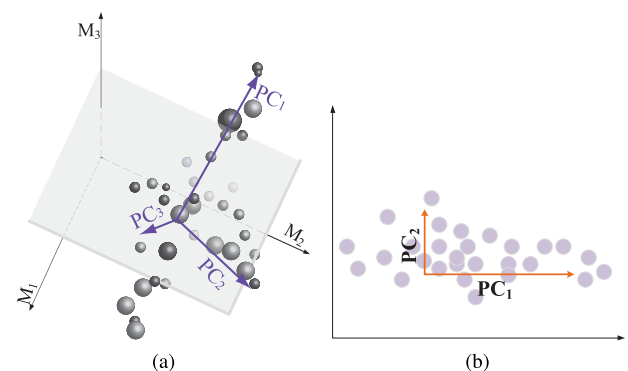 M₃
PC₁
PC₃
M₂
PC₂
M₁
PC₂
PC₁
(a)
(b)